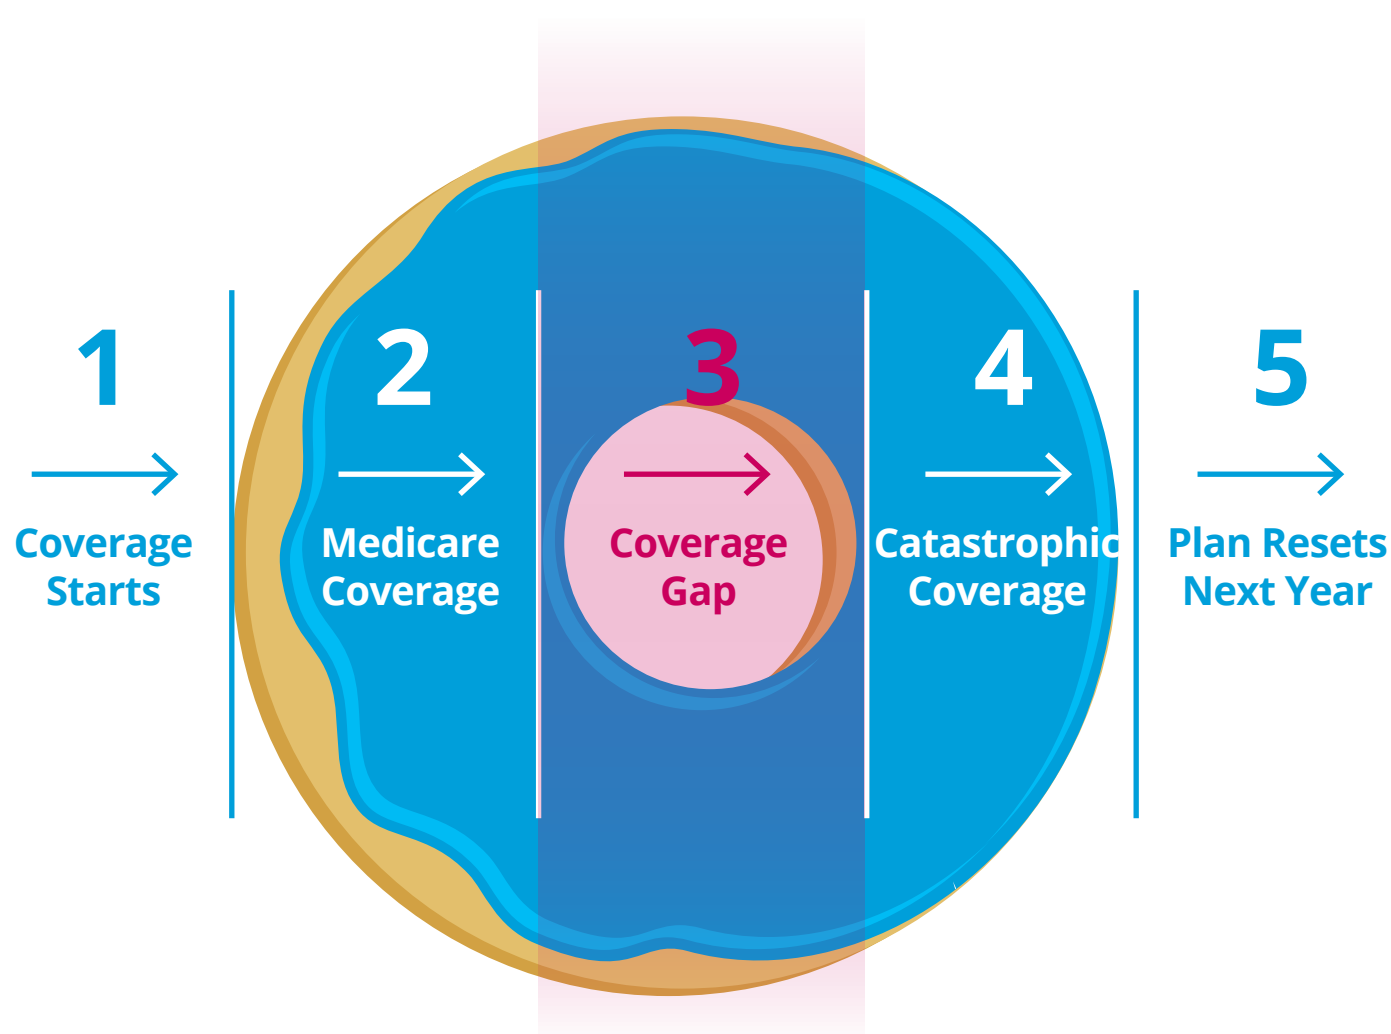 1
Coverage
Starts
2
Medicare
Coverage
3
Coverage
Gap
4
Catastrophic
Coverage
5
Plan Resets
Next Year